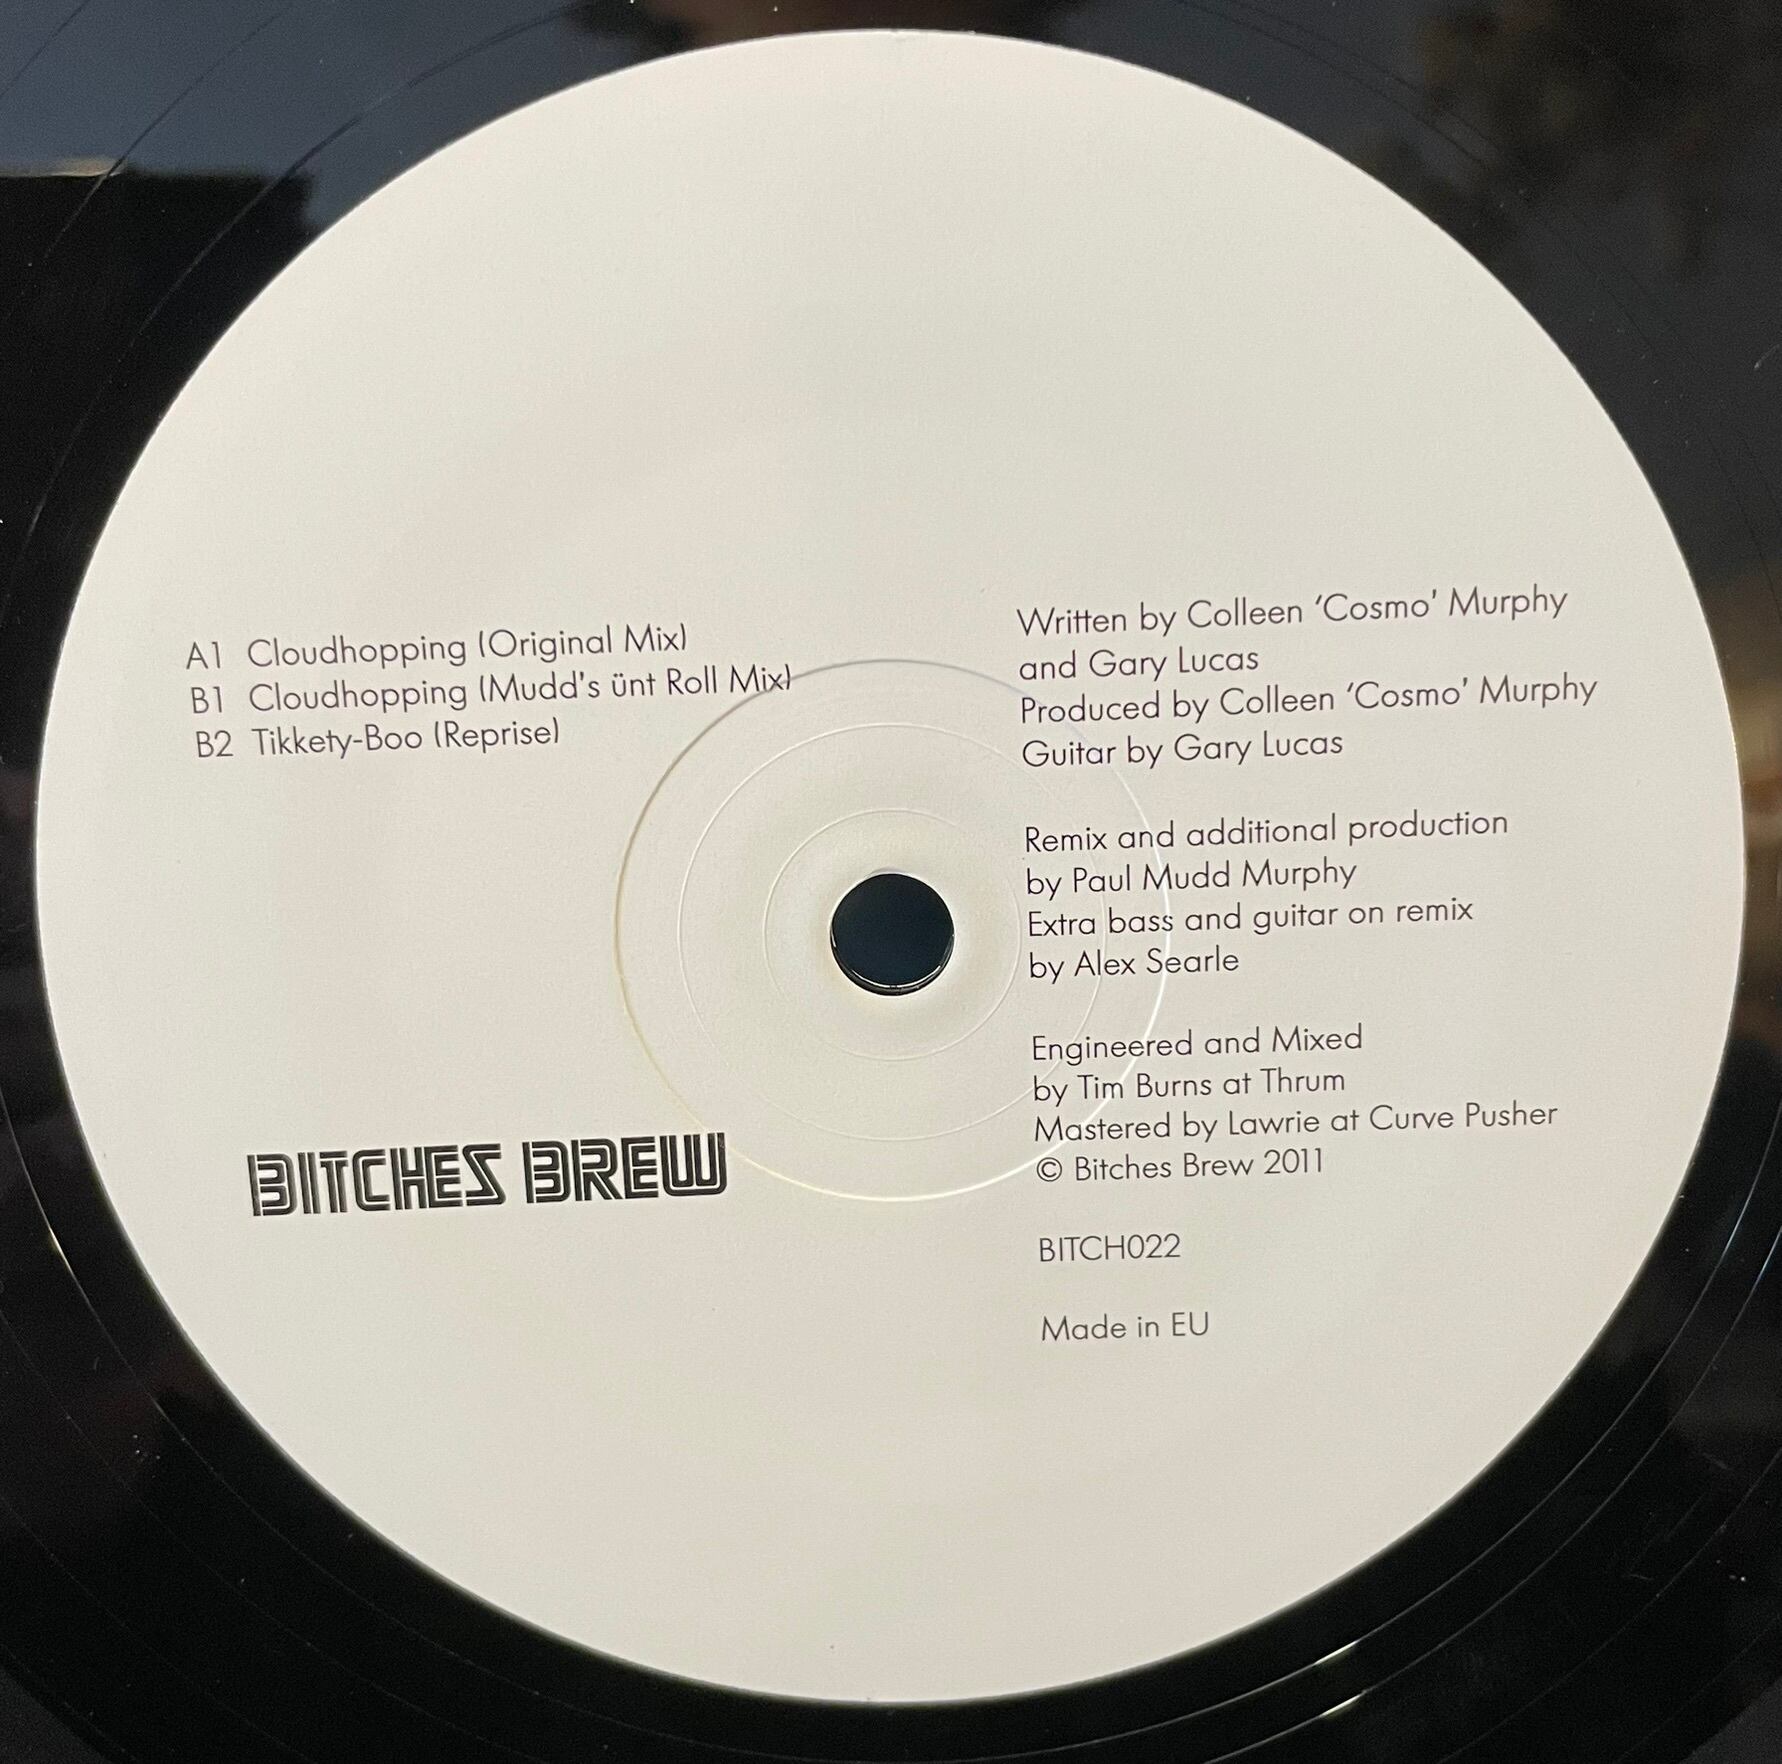 A1 Cloudhopping (Original Mix)
B1 Cloudhopping (Mudd's ünt Roll Mix)
B2 Tikkety-Boo (Reprise)
BITCHES BREW
Written by Colleen ‘Cosmo’ Murphy
and Gary Lucas
Produced by Colleen ‘Cosmo’ Murphy
Guitar by Gary Lucas
Remix and additional production
by Paul Mudd Murphy
Extra bass and guitar on remix
by Alex Searle
Engineered and Mixed
by Tim Burns at Thrum
Mastered by Lawrie at Curve Pusher
© Bitches Brew 2011
BITCH022
Made in EU